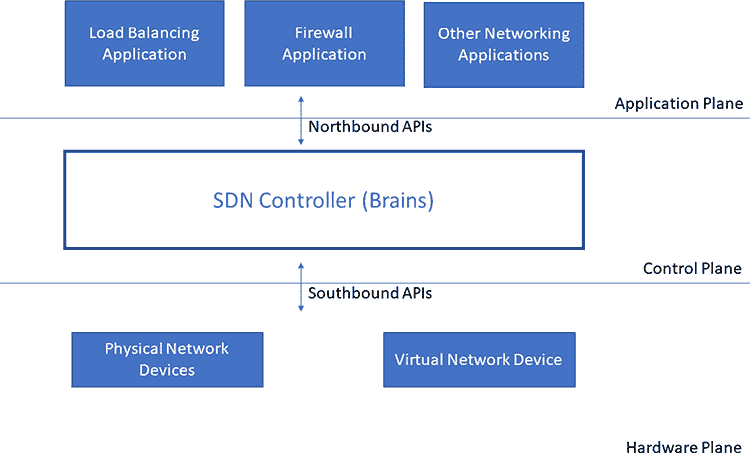 Load Balancing
Application
Firewall
Application
Other Networking
Applications
Application Plane
Northbound APIs
SDN Controller (Brains)
Control Plane
Southbound APIs
Physical Network
Devices
Virtual Network Device
Hardware Plane